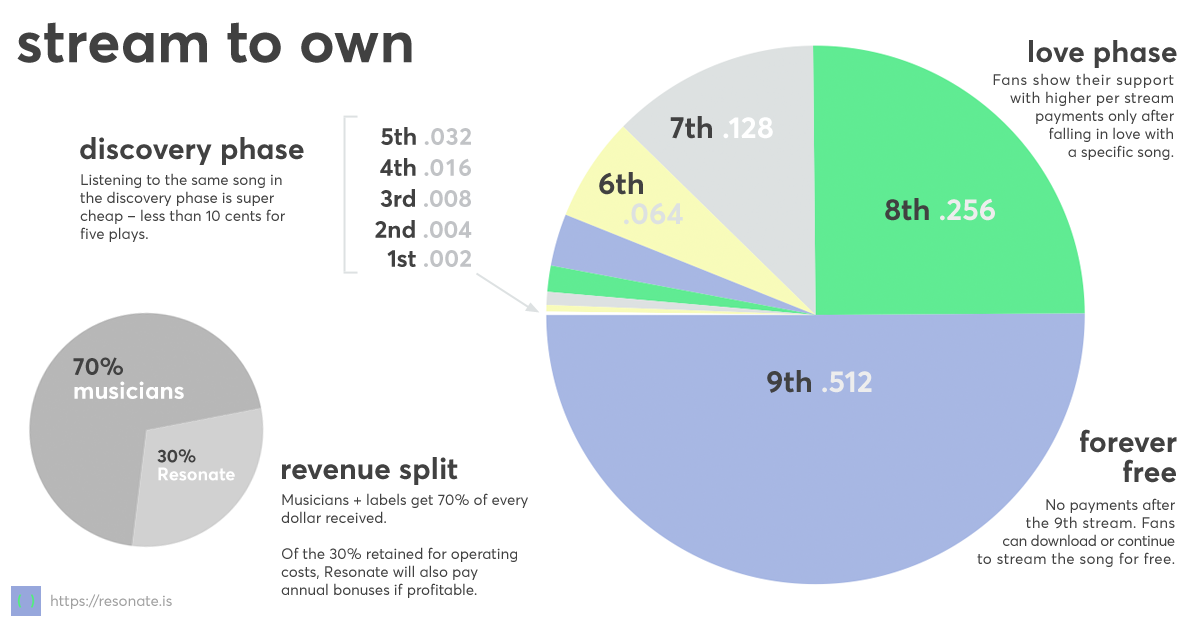 stream to own
discovery phase
Listening to the same song in
the discovery phase is super
cheap – less than 10 cents for
five plays.
5th .032
4th .016
3rd .008
2nd .004
1st .002
6th
.064
7th .128
8th .256
9th .512
love phase
Fans show their support
with higher per stream
payments only after
falling in love with
a specific song.
forever
free
No payments after
the 9th stream. Fans
can download or continue
to stream the song for free.
70%
musicians
30%
Resonate
revenue split
Musicians + labels get 70% of every
dollar received.
Of the 30% retained for operating
costs, Resonate will also pay
annual bonuses if profitable.
https://resonate.is